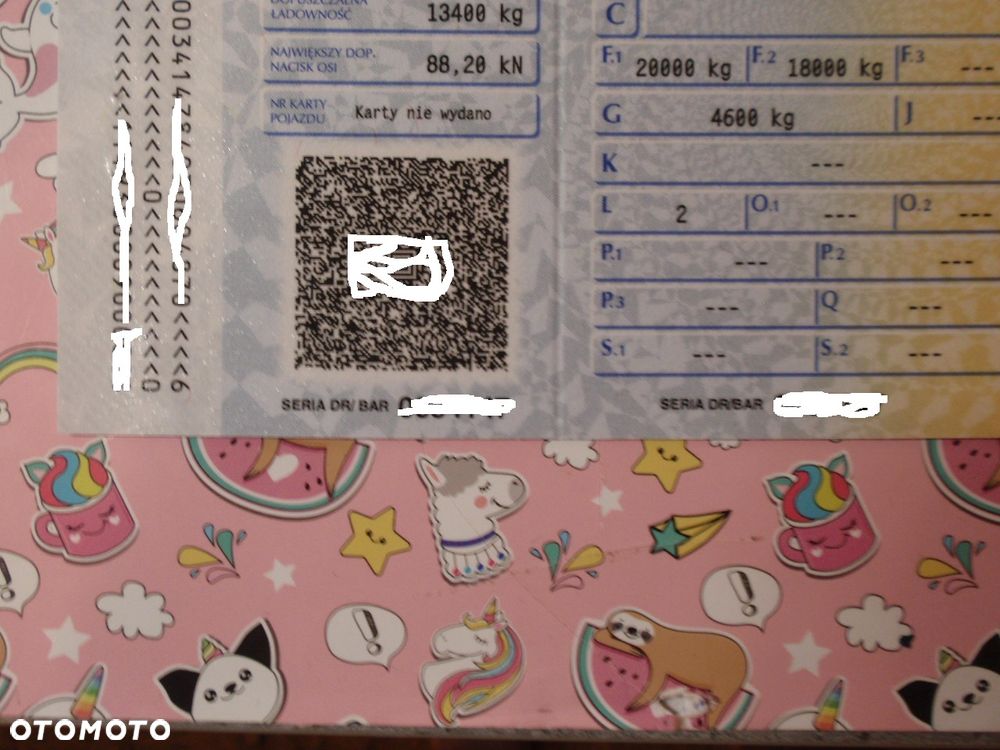 ŁADOWNOŚĆ 13400 kg
NAJWIĘKSZY DOP.
NACISK OSI 88,20 kN
NR KARTY
POJAZDU Karty nie wydano
SERIA DR/ BAR
C
F.1 20000 kg F.2 18000 kg F.3 ---
G 4600 kg J ---
K ---
L 2 O.1 --- O.2 ---
P.1 --- P.2 ---
P.3 --- Q ---
S.1 --- S.2 ---
SERIA DR/BAR
OTOMOTO